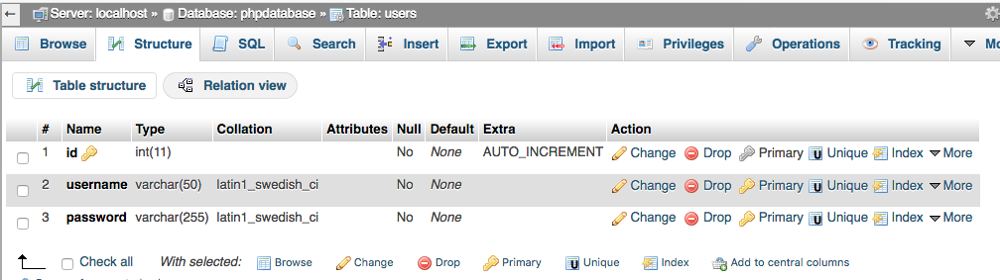 ← Server: localhost » Database: phpdatabase » Table: users
Browse Structure SQL Search Insert Export Import Privileges Operations Tracking
Table structure Relation view
# Name Type Collation Attributes Null Default Extra Action
1 id int(11) No None AUTO_INCREMENT Change Drop Primary Unique Index More
2 username varchar(50) latin1_swedish_ci No None Change Drop Primary Unique Index More
3 password varchar(255) latin1_swedish_ci No None Change Drop Primary Unique Index More
Check all With selected: Browse Change Drop Primary Unique Index Add to central columns